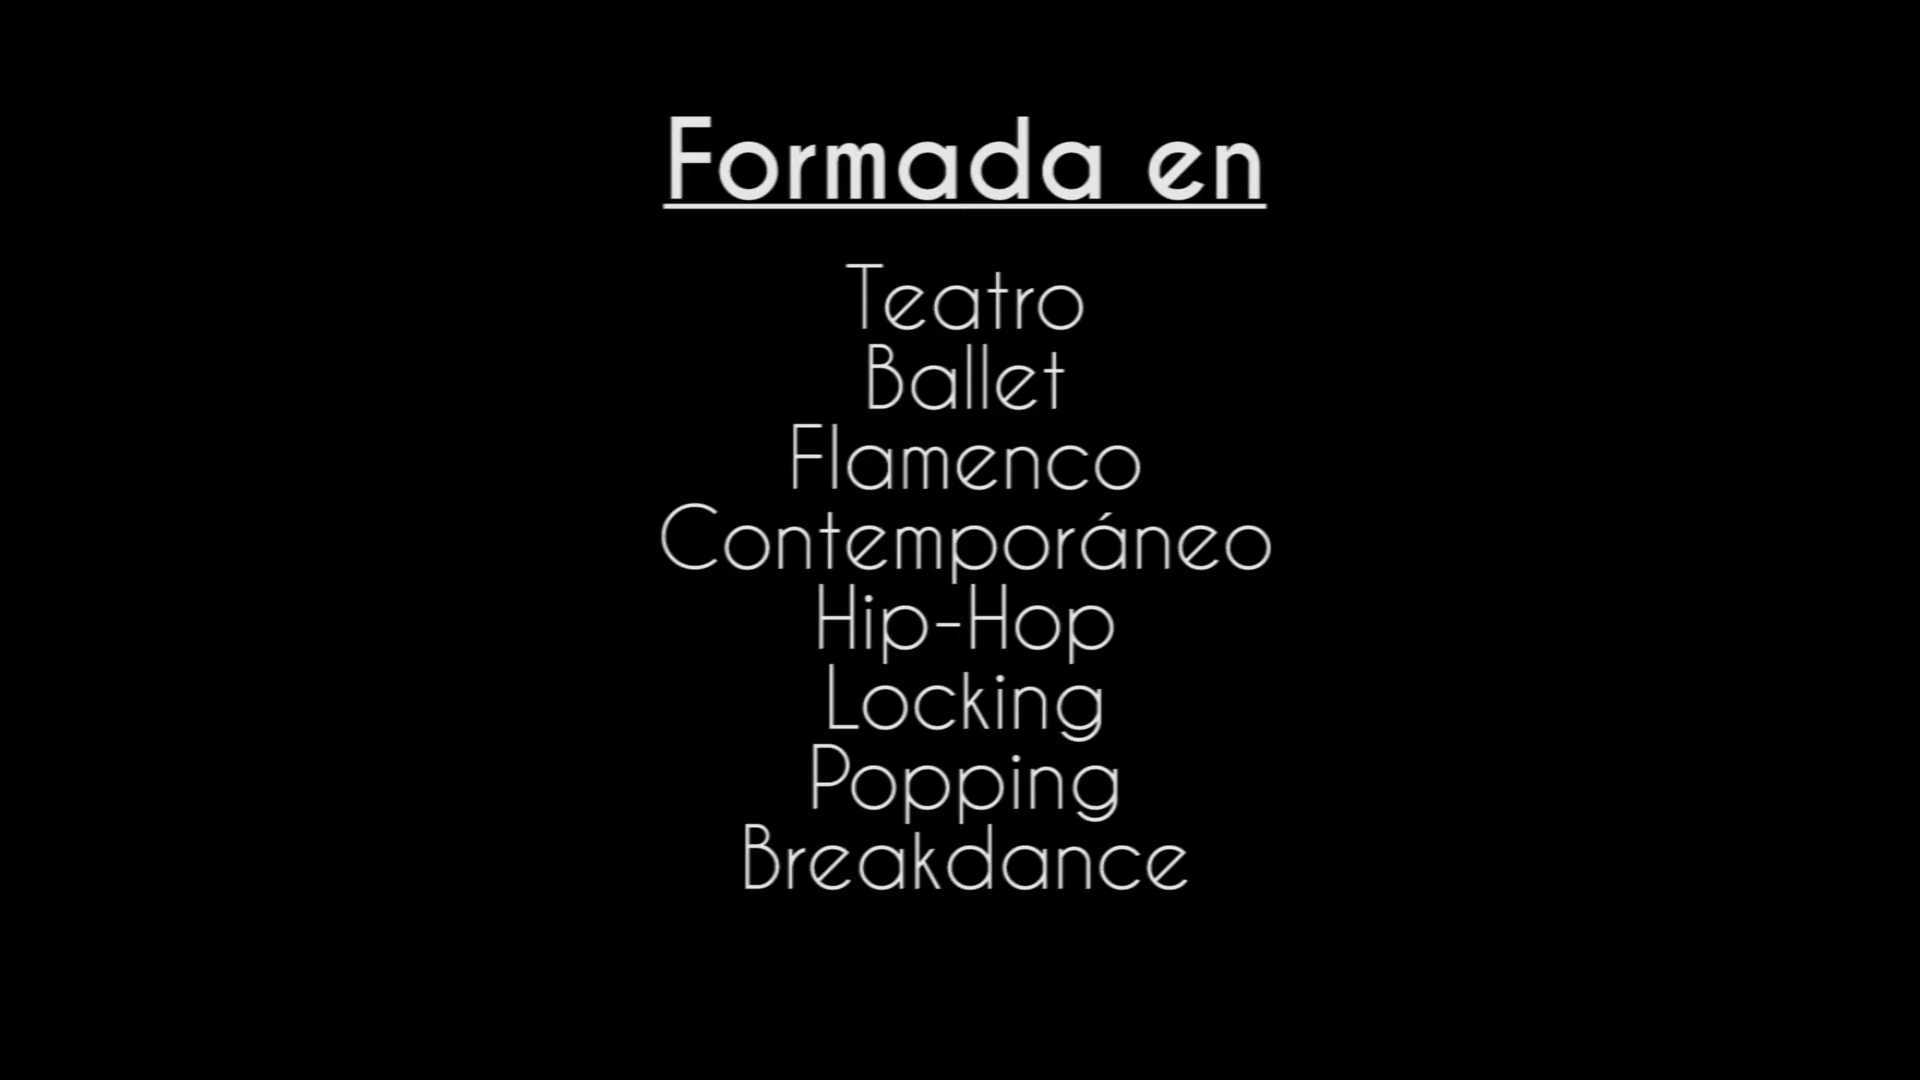 Formada en
Teatro
Ballet
Flamenco
Contemporáneo
Hip-Hop
Locking
Popping
Breakdance